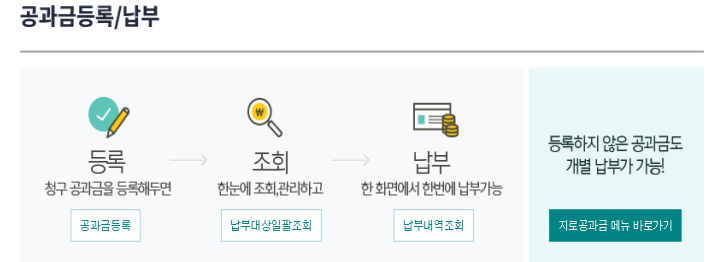 공과금등록/납부
₩
등록
조회
납부
청구 공과금을 등록해두면
한눈에 조회,관리하고
한 화면에서 한번에 납부가능
공과금등록
납부대상일괄조회
납부내역조회
등록하지 않은 공과금도
개별 납부가 가능!
지로공과금 메뉴 바로가기